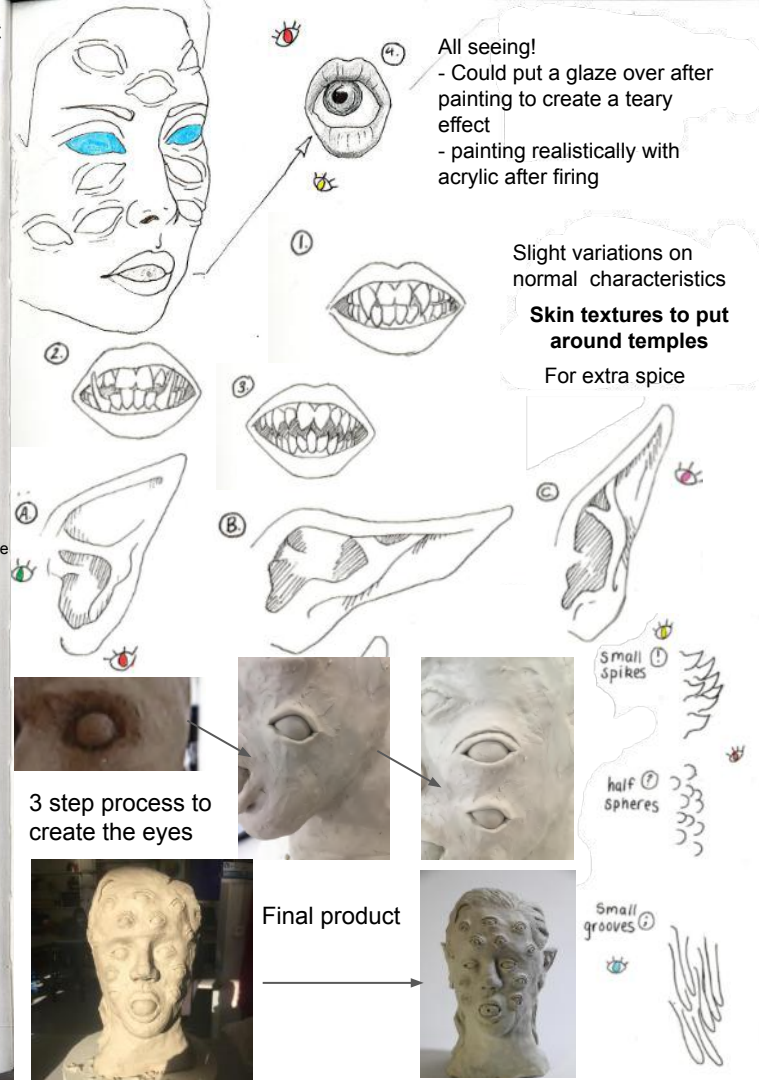 4.
All seeing!
- Could put a glaze over after
painting to create a teary
effect
- painting realistically with
acrylic after firing
1.
Slight variations on
normal characteristics
Skin textures to put
around temples
For extra spice
2.
3.
A.
B.
C.
e
small !
spikes
half ?
spheres
3 step process to
create the eyes
Final product
small
grooves ;